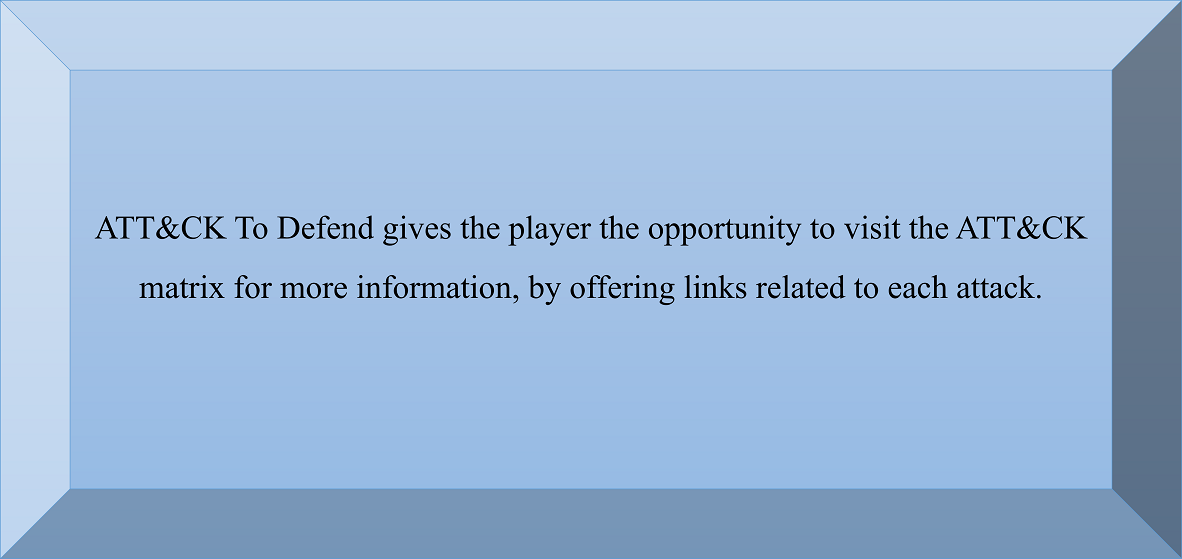 ATT&CK To Defend gives the player the opportunity to visit the ATT&CK
matrix for more information, by offering links related to each attack.